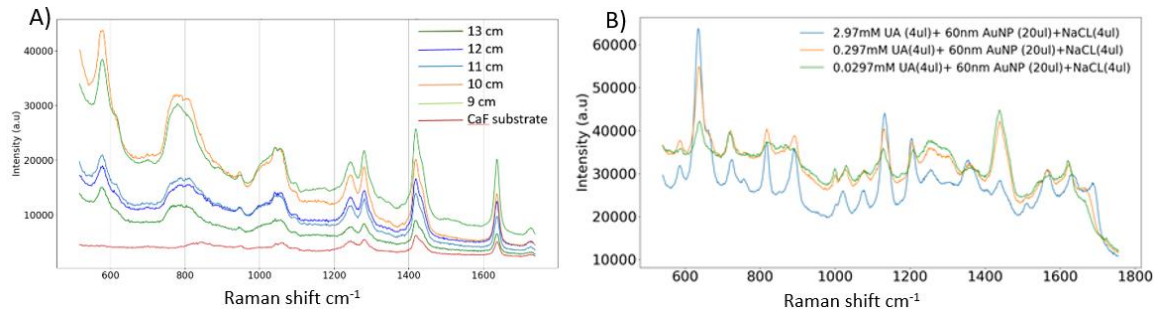 A)
13 cm
12 cm
11 cm
10 cm
9 cm
CaF substrate
Intensity (a.u)
40000
30000
20000
10000
600 800 1000 1200 1400 1600
Raman shift cm-1
B)
2.97mM UA (4ul)+ 60nm AuNP (20ul)+NaCL(4ul)
0.297mM UA(4ul)+ 60nm AuNP (20ul)+NaCL(4ul)
0.0297mM UA(4ul)+ 60nm AuNP (20ul)+NaCL(4ul)
Intensity (a.u)
60000
50000
40000
30000
20000
10000
600 800 1000 1200 1400 1600 1800
Raman shift cm-1